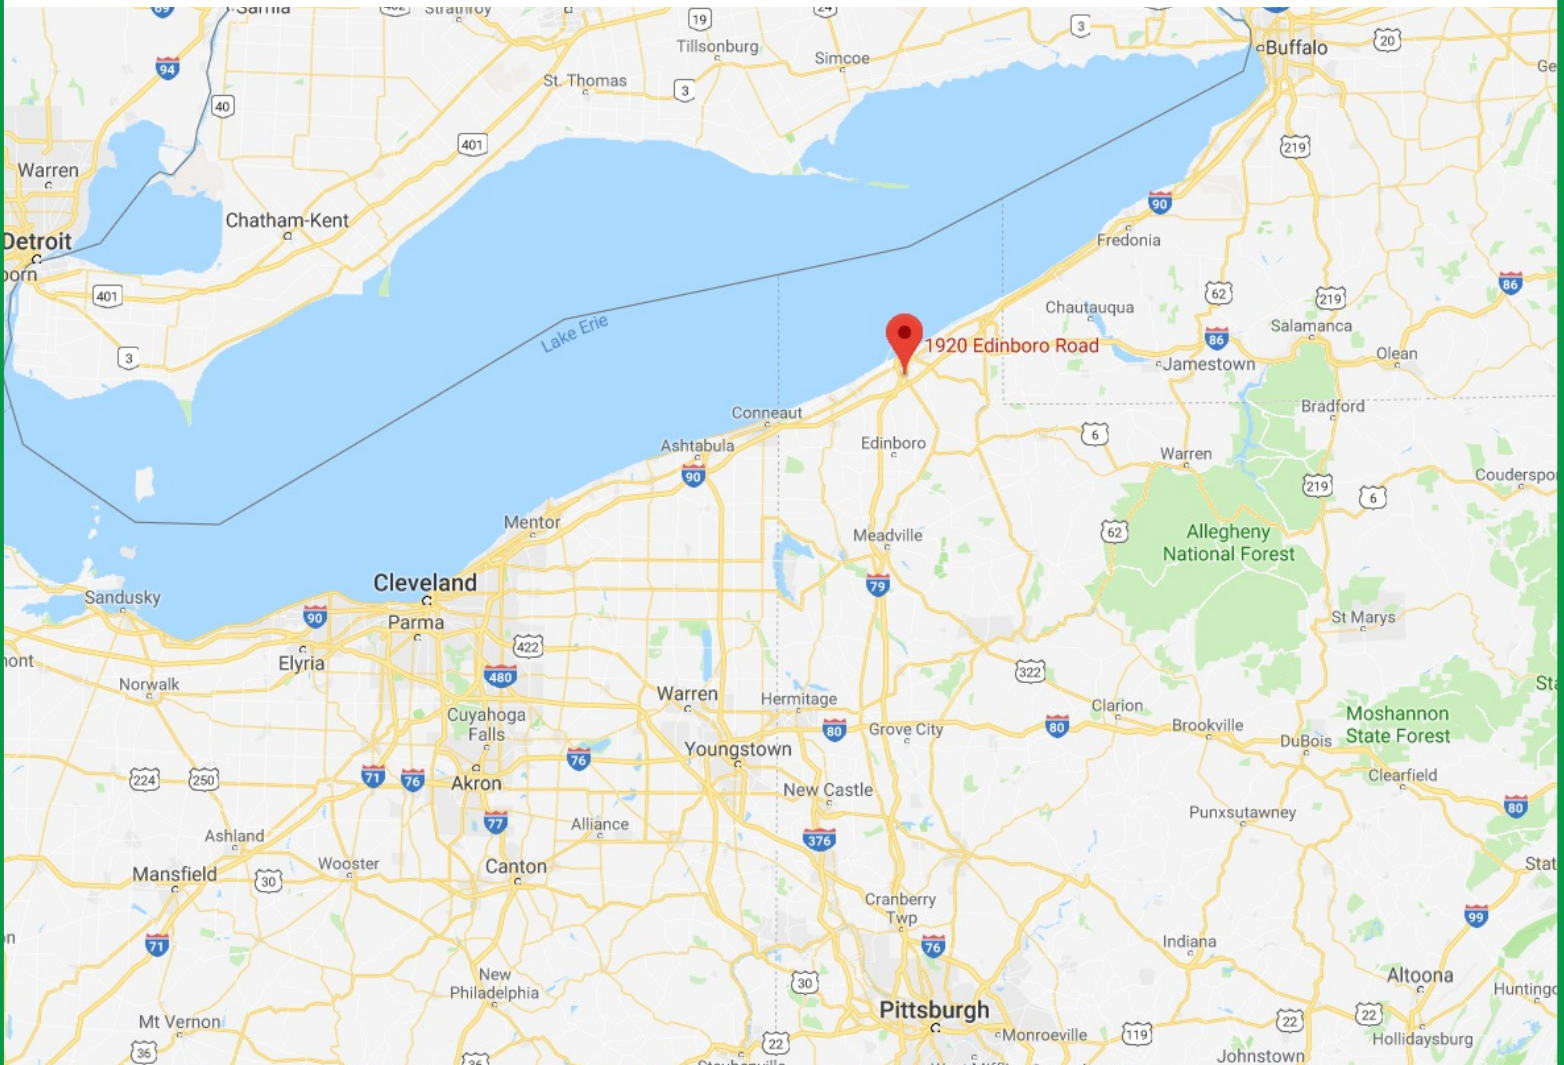 Sarnia
402
Strathroy
19
24
3
69
Tillsonburg
Buffalo
20
94
Simcoe
St. Thomas
3
40
401
219
Warren
90
Chatham-Kent
Detroit
Fredonia
401
62
86
219
Chautauqua
Lake Erie
Salamanca
3
1920 Edinboro Road
86
Jamestown
Olean
Conneaut
Bradford
Ashtabula
Edinboro
6
Warren
90
219
6
Mentor
Meadville
62
Allegheny
National Forest
Cleveland
79
Sandusky
90
Parma
St Marys
422
Elyria
480
322
Norwalk
Warren
Hermitage
Clarion
Moshannon
State Forest
Cuyahoga
Falls
80
Grove City
80
Brookville
DuBois
Youngstown
76
71
76
224
250
Akron
Clearfield
New Castle
80
Punxsutawney
77
Alliance
376
Ashland
Wooster
Canton
Mansfield
30
Cranberry
Twp
99
71
76
Indiana
New
Philadelphia
30
Altoona
Pittsburgh
Mt Vernon
Monroeville
119
22
22
Hollidaysburg
22
36
Johnstown